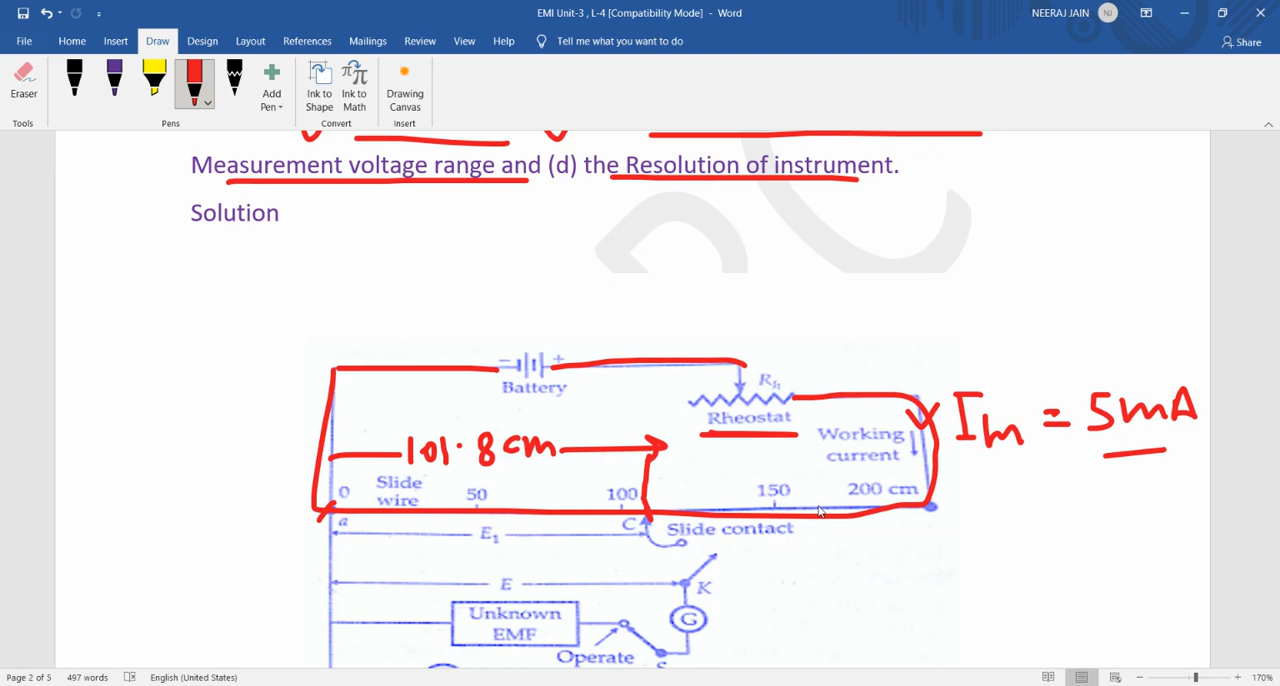 EMI Unit-3 , L-4 [Compatibility Mode] - Word
NEERAJ JAIN NJ
File Home Insert Draw Design Layout References Mailings Review View Help Tell me what you want to do Share
Eraser
Add Pen
Ink to Shape
Ink to Math
Drawing Canvas
Tools Pens Convert Insert
Measurement voltage range and (d) the Resolution of instrument.
Solution
Battery
Rh
Rheostat
Working current
Im = 5mA
101.8 cm
0 Slide wire 50 100 150 200 cm
a
E1
C Slide contact
E
K
Unknown EMF
G
Operate
S
Page 2 of 5 497 words English (United States) 170%